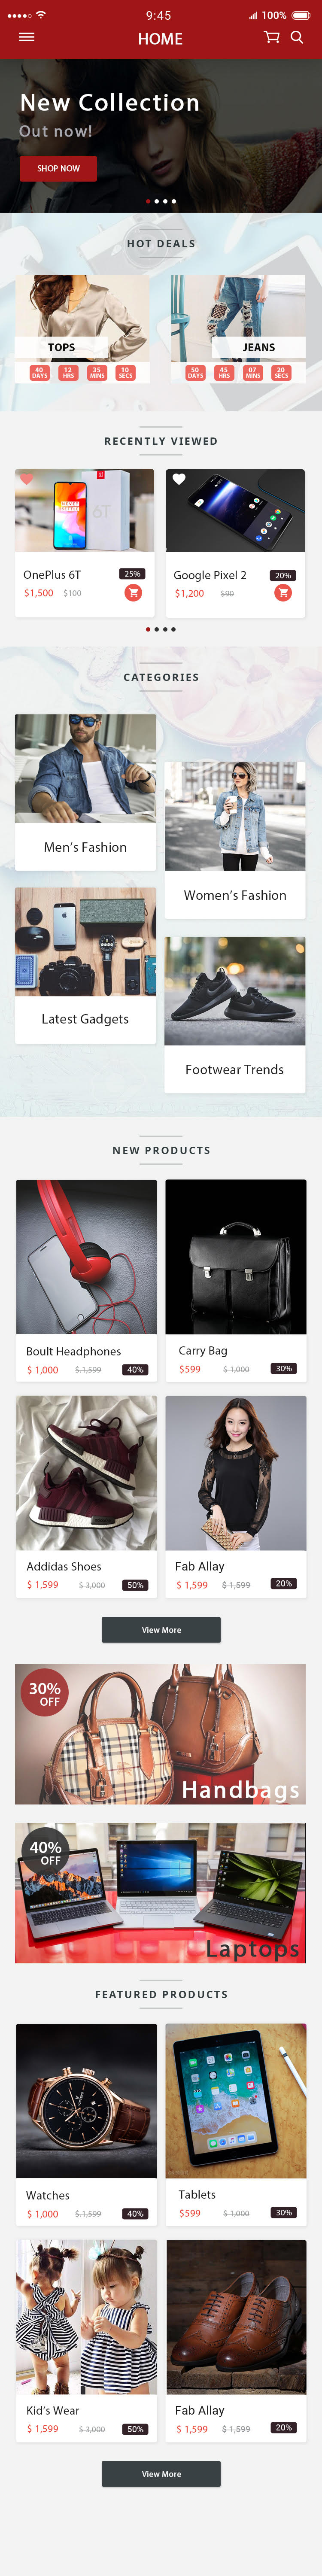 9:45
100%
HOME
New Collection
Out now!
SHOP NOW
HOT DEALS
TOPS
JEANS
40 DAYS 12 HRS 35 MINS 10 SECS
50 DAYS 45 HRS 07 MINS 20 SECS
RECENTLY VIEWED
6T
OnePlus 6T
25%
$1,500 $100
Google Pixel 2
20%
$1,200 $90
CATEGORIES
Men's Fashion
Women's Fashion
Latest Gadgets
Footwear Trends
NEW PRODUCTS
Boult Headphones
$ 1,000 $.1,599 40%
Carry Bag
$599 $ 1,000 30%
Addidas Shoes
$ 1,599 $ 3,000 50%
Fab Allay
$ 1,599 $ 1,599 20%
View More
30%
OFF
Handbags
40%
OFF
Laptops
FEATURED PRODUCTS
Watches
$ 1,000 $.1,599 40%
Tablets
$599 $ 1,000 30%
Kid's Wear
$ 1,599 $ 3,000 50%
Fab Allay
$ 1,599 $ 1,599 20%
View More